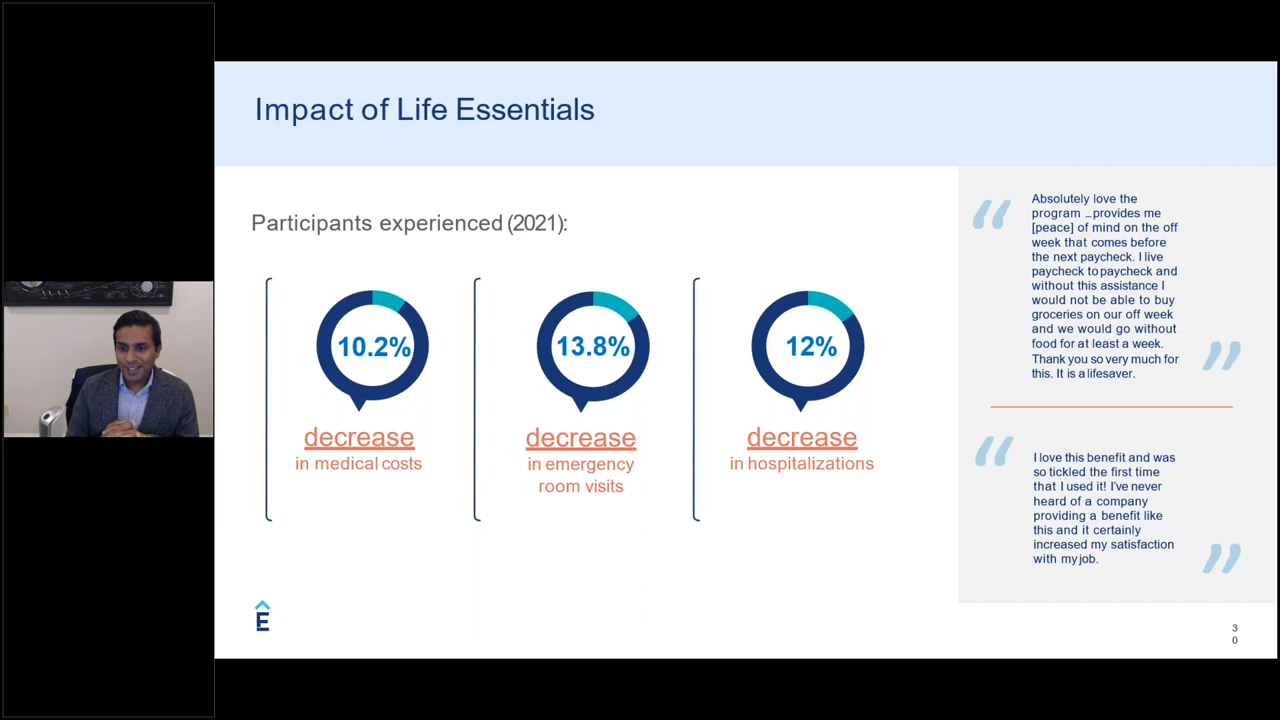 Impact of Life Essentials
Participants experienced (2021):
10.2%
decrease
in medical costs
13.8%
decrease
in emergency
room visits
12%
decrease
in hospitalizations
“
Absolutely love the
program ...provides me
[peace] of mind on the off
week that comes before
the next paycheck. I live
paycheck to paycheck and
without this assistance I
would not be able to buy
groceries on our off week
and we would go without
food for at least a week.
Thank you so very much for
this. It is a lifesaver.
”
“
I love this benefit and was
so tickled the first time
that I used it! I've never
heard of a company
providing a benefit like
this and it certainly
increased my satisfaction
with my job.
”
E
3
0